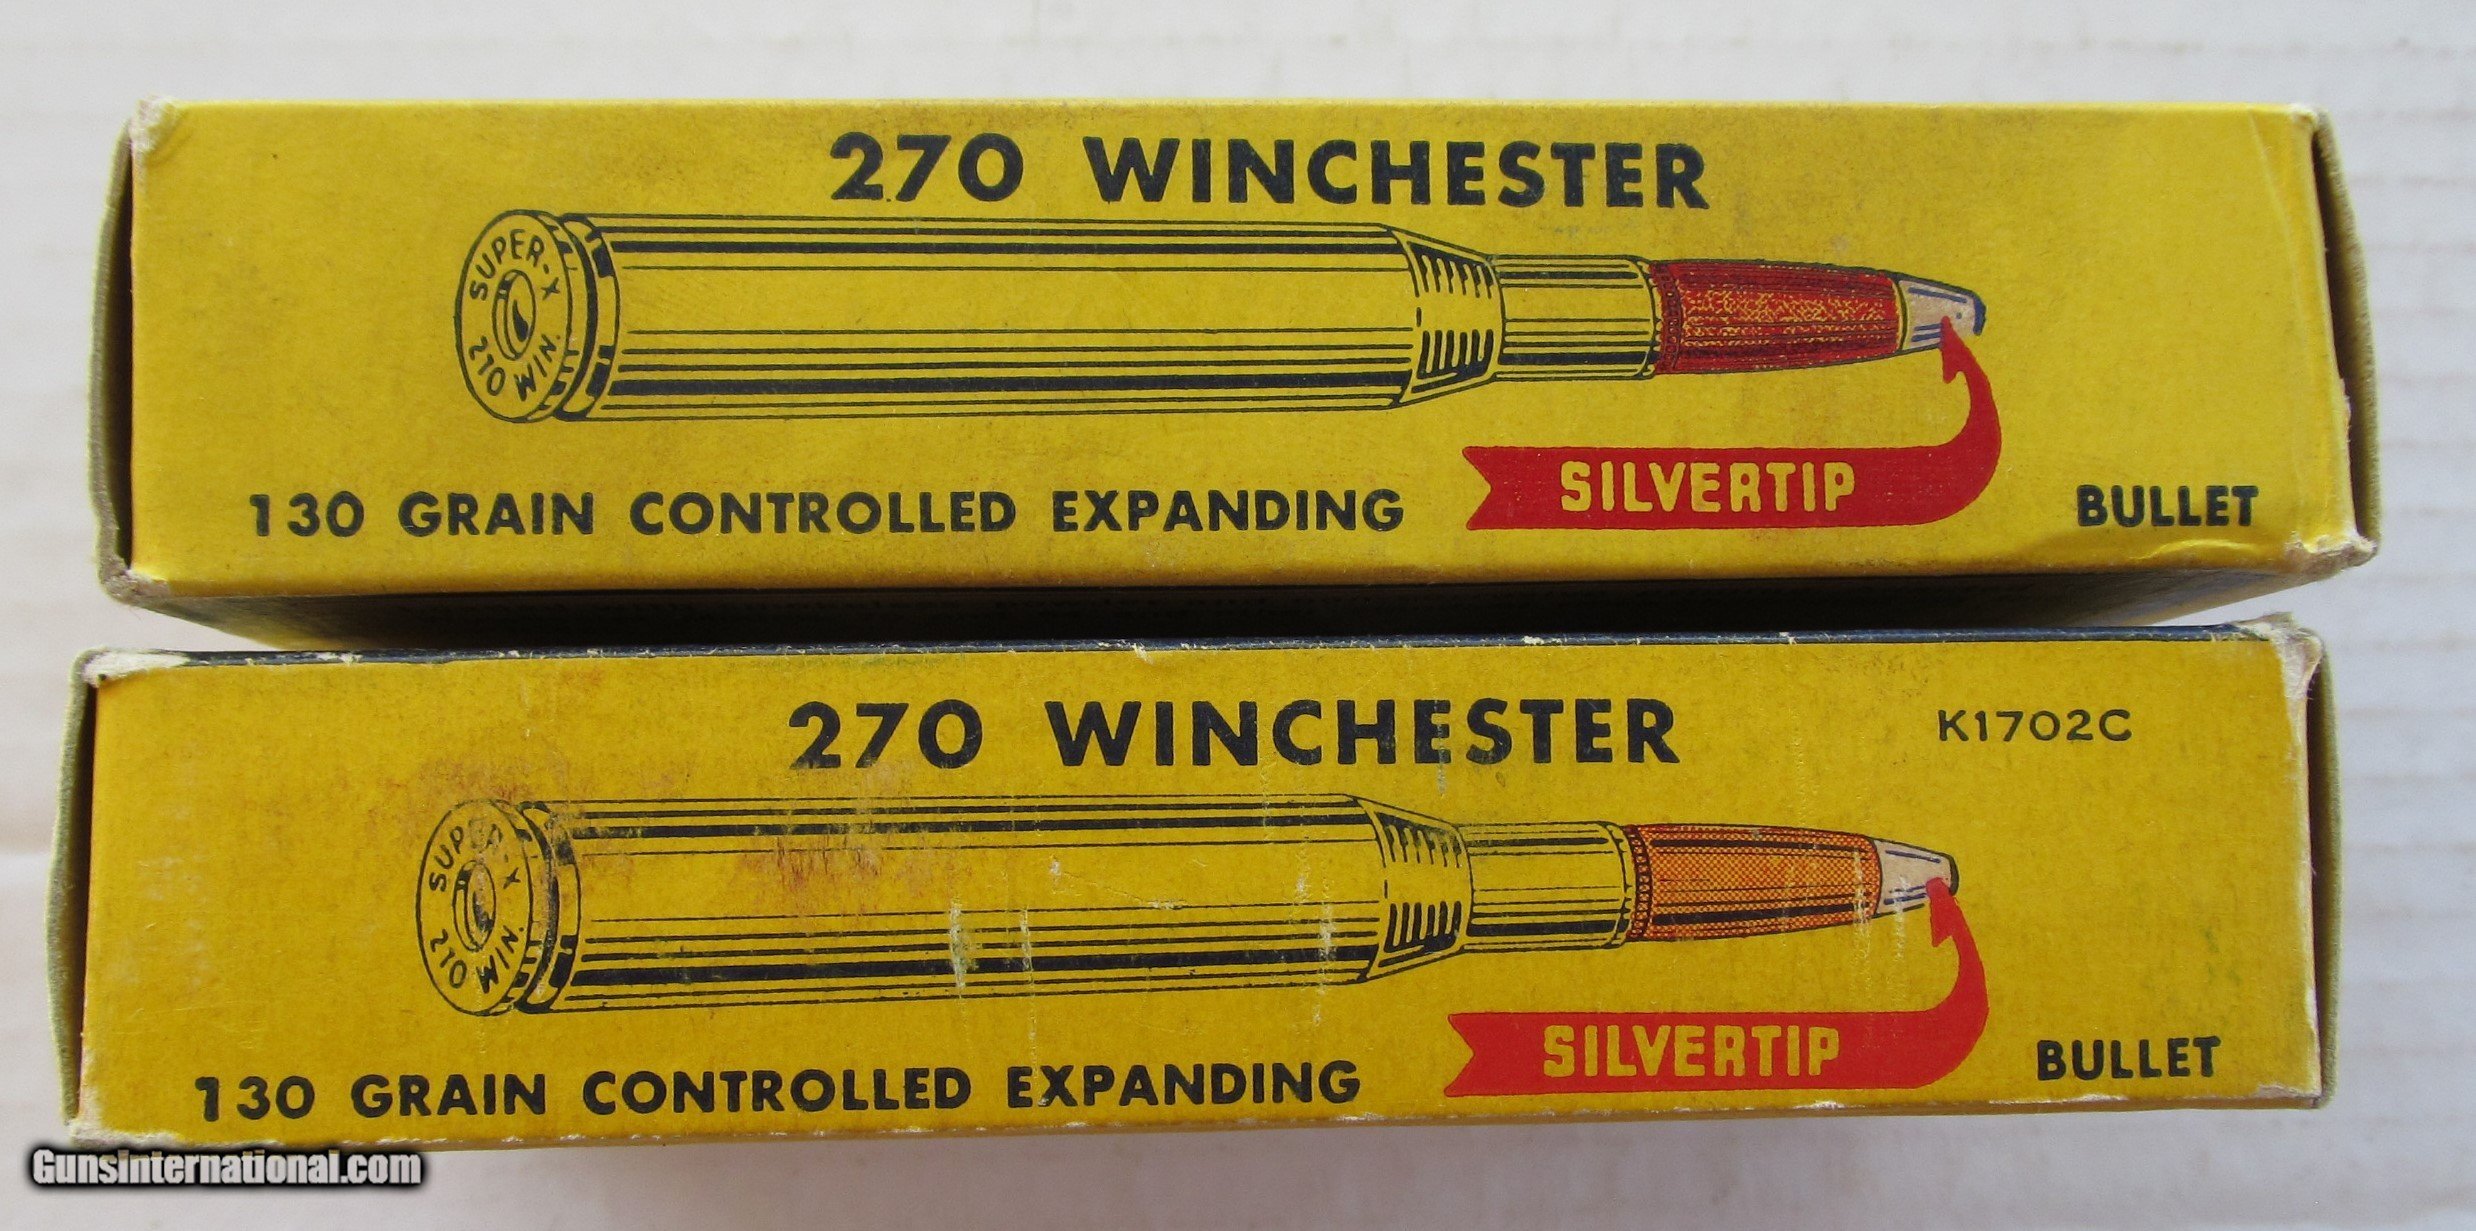 270 WINCHESTER
SUPER-X
270 WIN.
SILVERTIP
130 GRAIN CONTROLLED EXPANDING BULLET
270 WINCHESTER K1702C
SUPER-X
270 WIN.
SILVERTIP
130 GRAIN CONTROLLED EXPANDING BULLET
GunsInternational.com